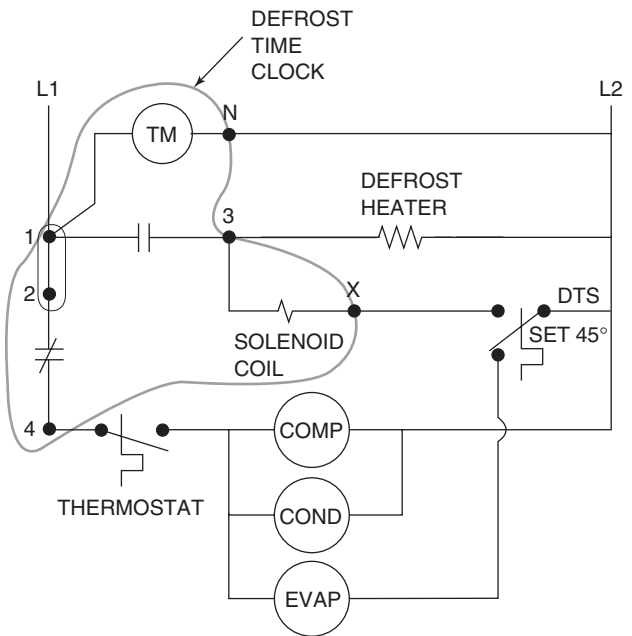 DEFROST
TIME
CLOCK
L1
L2
N
TM
DEFROST
HEATER
3
1
X
2
DTS
SOLENOID
COIL
SET 45°
4
COMP
THERMOSTAT
COND
EVAP